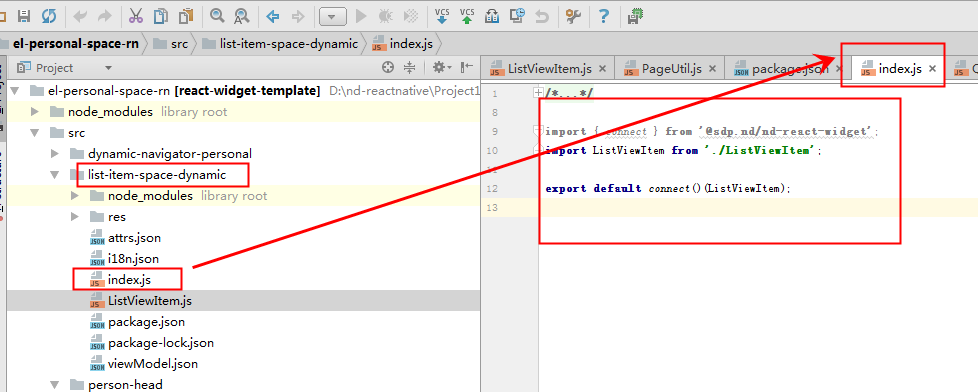 VCS VCS
el-personal-space-rn src list-item-space-dynamic index.js
Project
ListViewItem.js PageUtil.js package.json index.js
el-personal-space-rn [react-widget-template] D:\nd-reactnative\Project1
node_modules library root
src
dynamic-navigator-personal
list-item-space-dynamic
node_modules library root
res
attrs.json
i18n.json
index.js
ListViewItem.js
package.json
package-lock.json
viewModel.json
person-head
1 /*...*/
8
9 import { connect } from '@sdp.nd/nd-react-widget';
10 import ListViewItem from './ListViewItem';
11
12 export default connect()(ListViewItem);
13